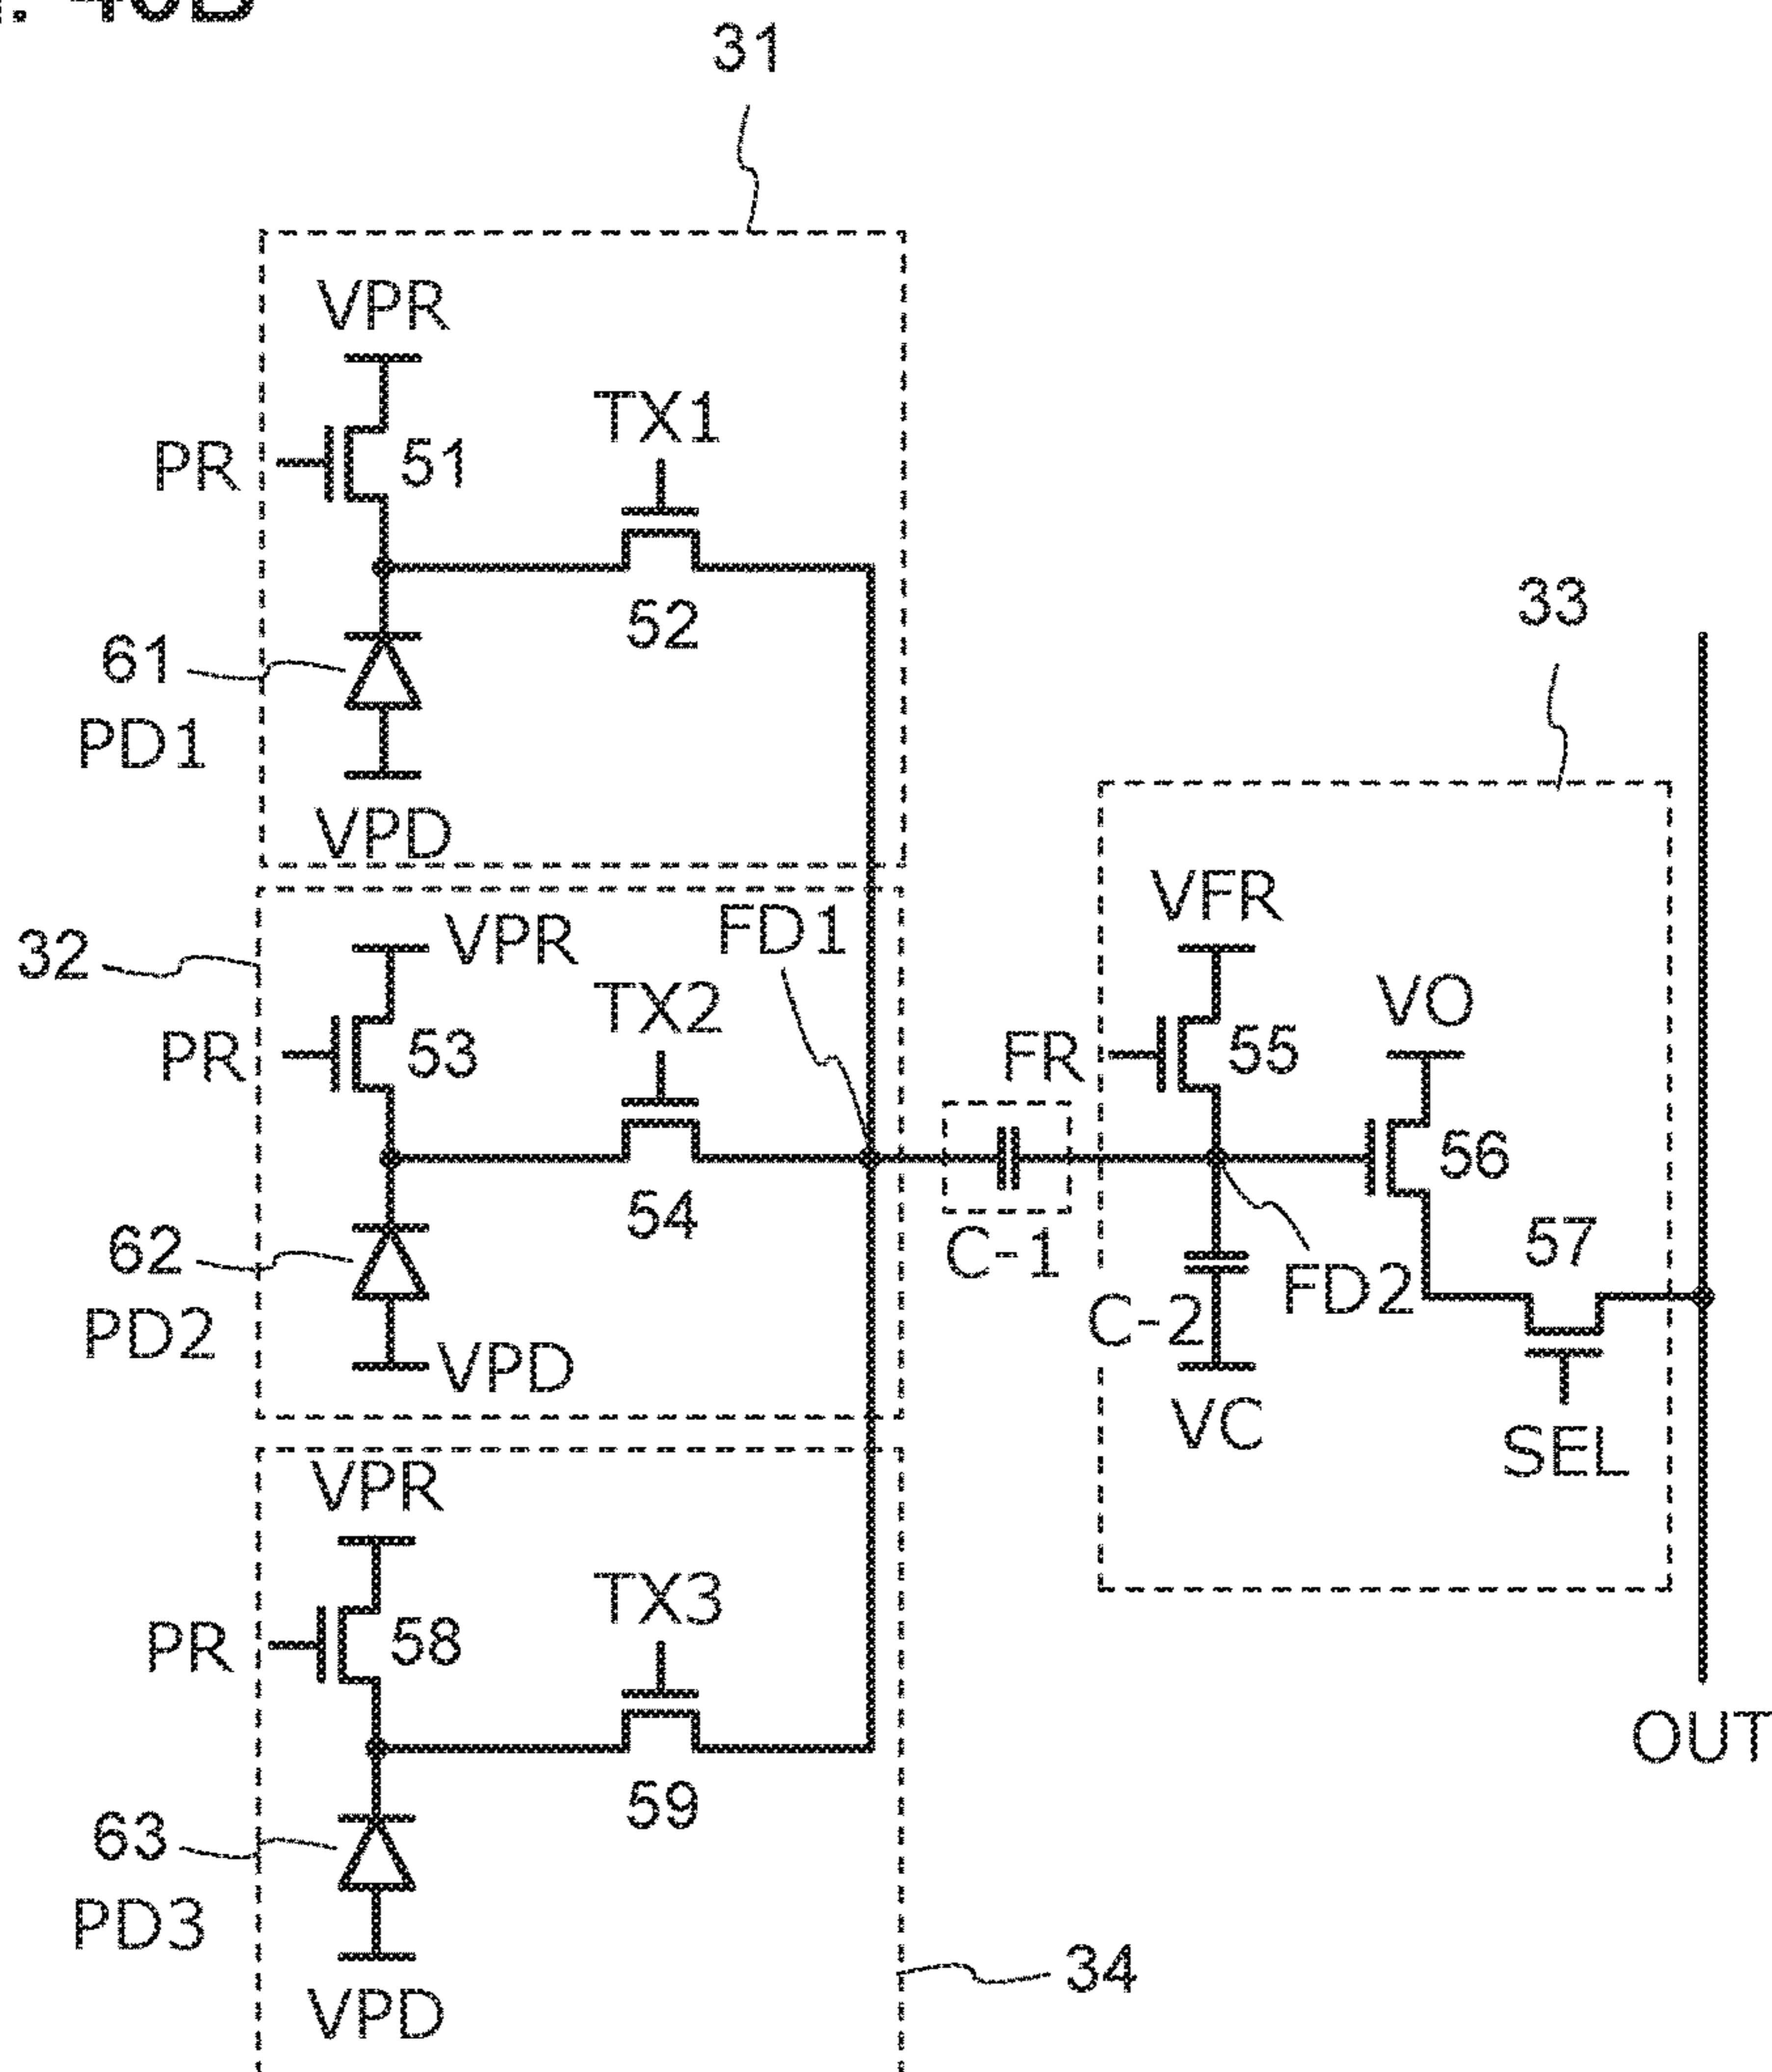 40B
31
VPR
TX1
PR
51
52
61
PD1
VPD
33
32
VPR
FD1
TX2
PR
53
54
62
PD2
VPD
VFR
VO
FR
55
56
C-1
57
FD2
C-2
VC
SEL
VPR
TX3
PR
58
59
63
PD3
VPD
34
OUT